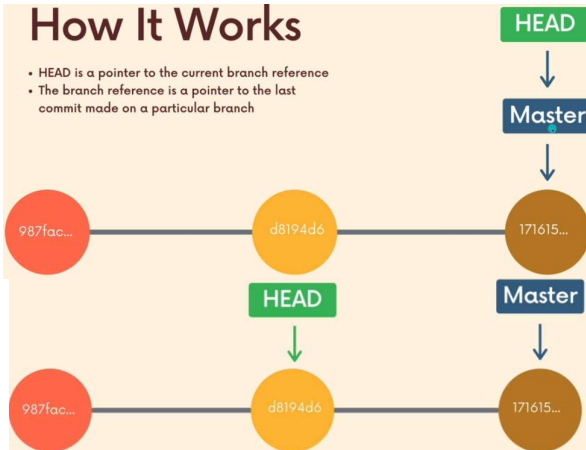 How It Works
HEAD
• HEAD is a pointer to the current branch reference
• The branch reference is a pointer to the last
commit made on a particular branch
Master
987fac...
d8194d6
171615...
HEAD
Master
987fac...
d8194d6
171615...